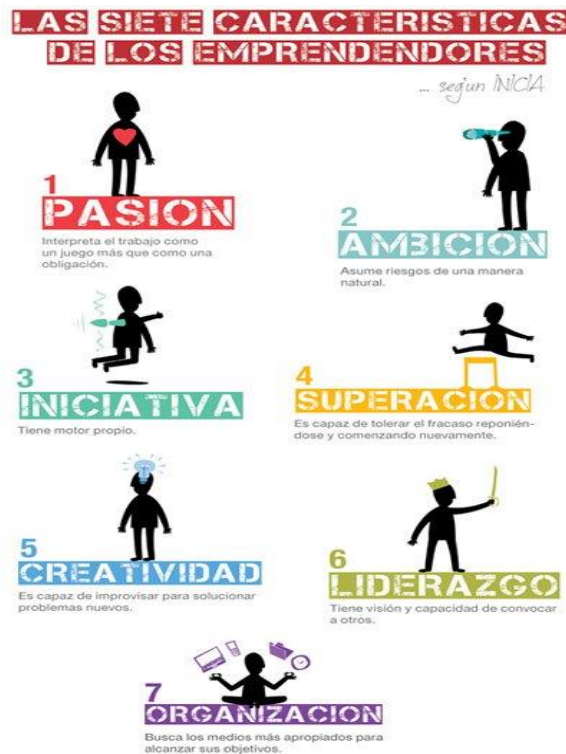 LAS SIETE CARACTERISTICAS
DE LOS EMPRENDENDORES
... segun INICIA
1
PASION
Interpreta el trabajo como
un juego más que como una
obligación.
2
AMBICION
Asume riesgos de una manera
natural.
3
INICIATIVA
Tiene motor propio.
4
SUPERACION
Es capaz de tolerar el fracaso reponién-
dose y comenzando nuevamente.
5
CREATIVIDAD
Es capaz de improvisar para solucionar
problemas nuevos.
6
LIDERAZGO
Tiene visión y capacidad de convocar
a otros.
7
ORGANIZACION
Busca los medios más apropiados para
alcanzar sus objetivos.